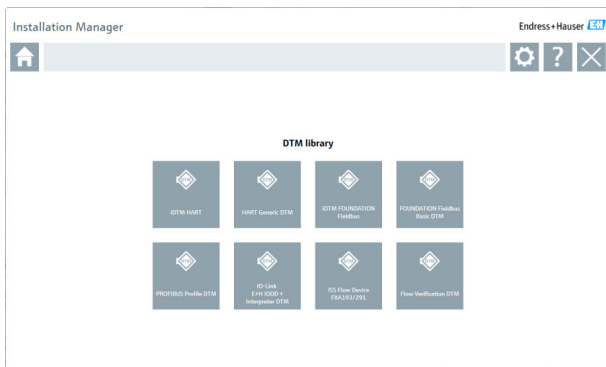 Installation Manager
Endress+Hauser EH
?
DTM library
iDTM HART
HART Generic DTM
iDTM FOUNDATION
Fieldbus
FOUNDATION Fieldbus
Basic DTM
PROFIBUS Profile DTM
IO-Link
E+H IODD +
Interpreter DTM
ISS Flow Device
FXA193/291
Flow Verification DTM